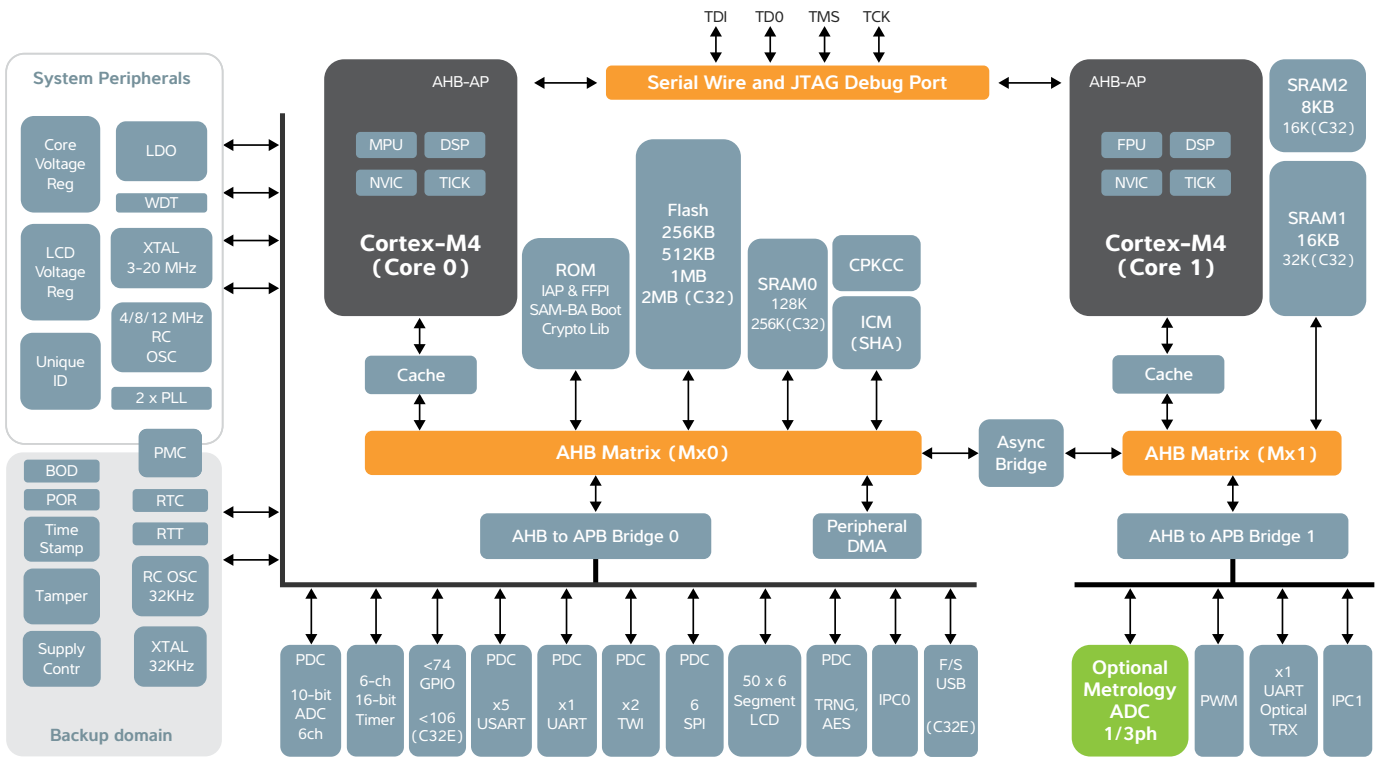 TDI
TD0
TMS
TCK
System Peripherals
Core
Voltage
Reg
LDO
WDT
LCD
Voltage
Reg
XTAL
3-20 MHz
4/8/12 MHz
RC
OSC
Unique
ID
2 x PLL
PMC
BOD
POR
RTC
Time
Stamp
RTT
Tamper
RC OSC
32KHz
Supply
Contr
XTAL
32KHz
Backup domain
AHB-AP
MPU
DSP
NVIC
TICK
Cortex-M4
(Core 0)
Serial Wire and JTAG Debug Port
AHB-AP
FPU
DSP
NVIC
TICK
Cortex-M4
(Core 1)
SRAM2
8KB
16K(C32)
SRAM1
16KB
32K(C32)
ROM
IAP & FFPI
SAM-BA Boot
Crypto Lib
Flash
256KB
512KB
1MB
2MB (C32)
SRAM0
128K
256K(C32)
CPKCC
ICM
(SHA)
Cache
Cache
AHB Matrix (Mx0)
Async
Bridge
AHB Matrix (Mx1)
AHB to APB Bridge 0
Peripheral
DMA
AHB to APB Bridge 1
PDC
10-bit
ADC
6ch
6-ch
16-bit
Timer
<74
GPIO
<106
(C32E)
PDC
x5
USART
PDC
x1
UART
PDC
x2
TWI
PDC
6
SPI
50 x 6
Segment
LCD
PDC
TRNG,
AES
IPC0
F/S
USB
(C32E)
Optional
Metrology
ADC
1/3ph
PWM
x1
UART
Optical
TRX
IPC1